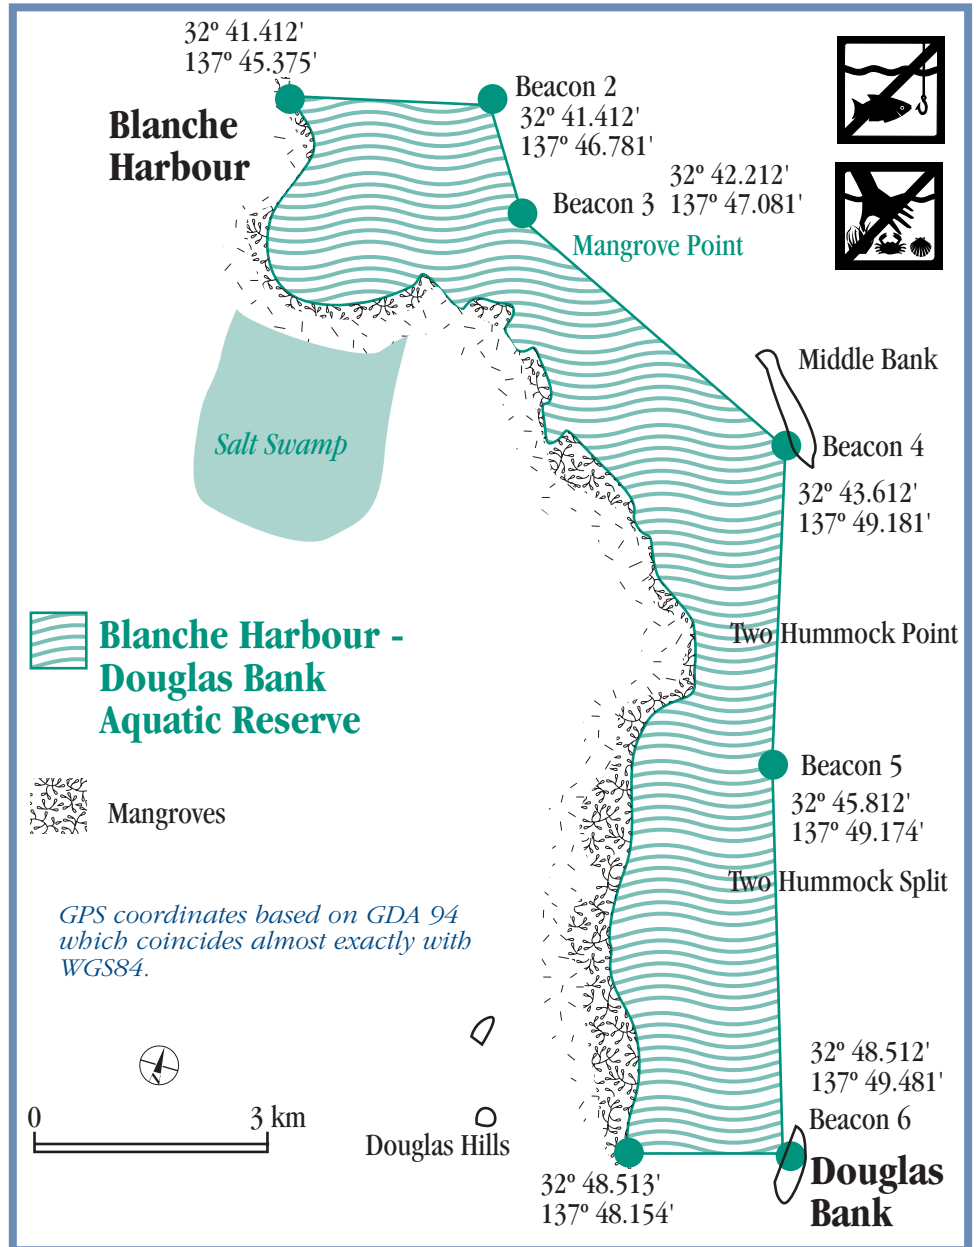 32º 41.412'
137º 45.375'
Blanche
Harbour
Beacon 2
32º 41.412'
137º 46.781'
32º 42.212'
Beacon 3 137º 47.081'
Mangrove Point
Middle Bank
Beacon 4
32º 43.612'
137º 49.181'
Salt Swamp
Blanche Harbour -
Douglas Bank
Aquatic Reserve
Two Hummock Point
Mangroves
Beacon 5
32º 45.812'
137º 49.174'
Two Hummock Split
GPS coordinates based on GDA 94
which coincides almost exactly with
WGS84.
32º 48.512'
137º 49.481'
Beacon 6
0 3 km
Douglas Hills
Douglas
Bank
32º 48.513'
137º 48.154'